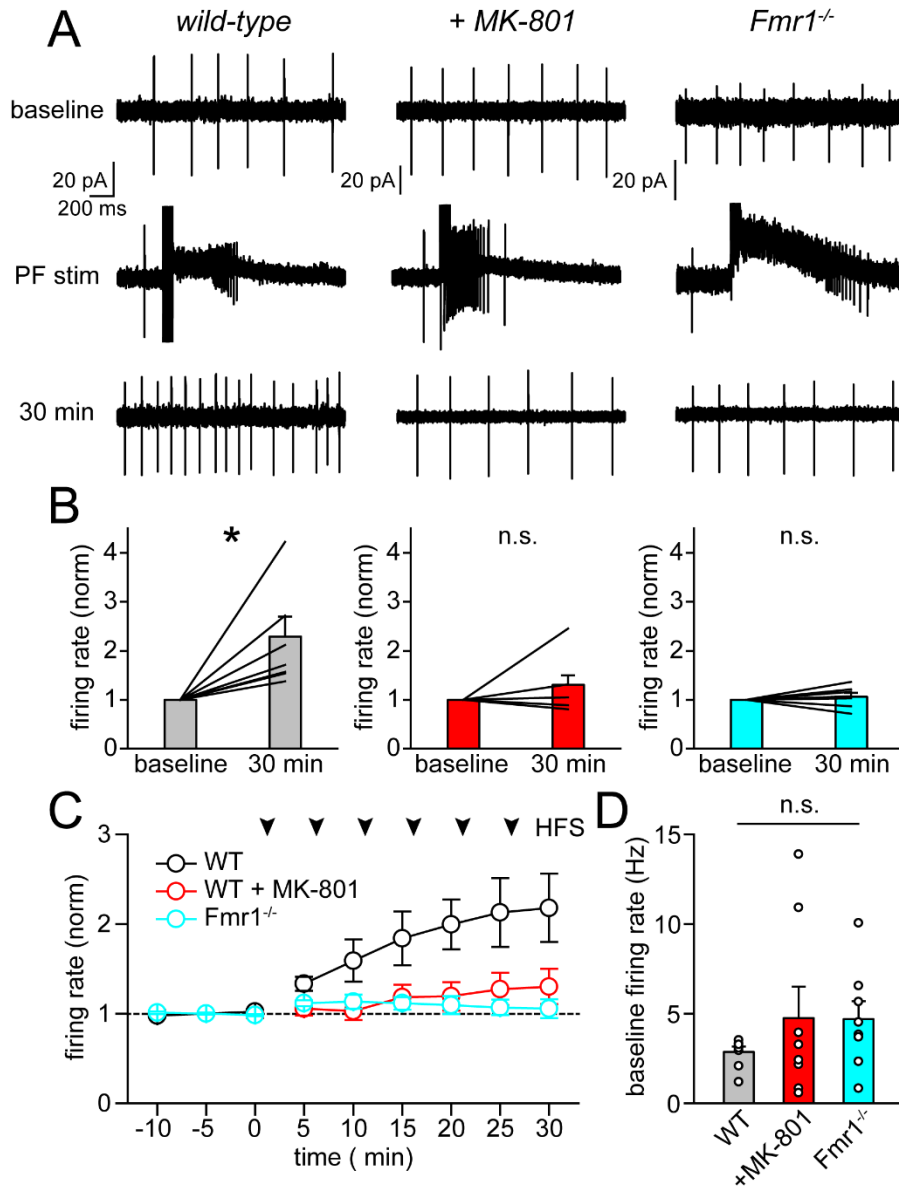 A
wild-type
+ MK-801
Fmr1-/-
baseline
20 pA
200 ms
20 pA
20 pA
PF stim
30 min
B
*
n.s.
n.s.
firing rate (norm)
4
3
2
1
0
baseline 30 min
firing rate (norm)
4
3
2
1
0
baseline 30 min
firing rate (norm)
4
3
2
1
0
baseline 30 min
C
HFS
firing rate (norm)
3
2
1
0
WT
WT + MK-801
Fmr1-/-
-10 -5 0 5 10 15 20 25 30
time ( min)
D
n.s.
baseline firing rate (Hz)
15
10
5
0
WT
+MK-801
Fmr1-/-